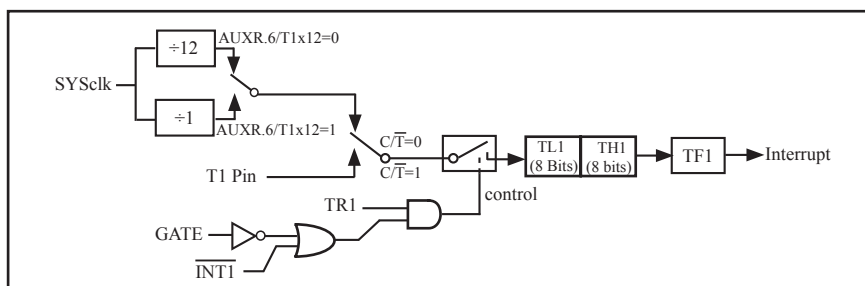 ÷12
AUXR.6/T1x12=0
SYSclk
÷1
AUXR.6/T1x12=1
C/T̅=0
C/T̅=1
T1 Pin
TL1
(8 Bits)
TH1
(8 bits)
TF1
Interrupt
control
TR1
GATE
I̅N̅T̅1̅